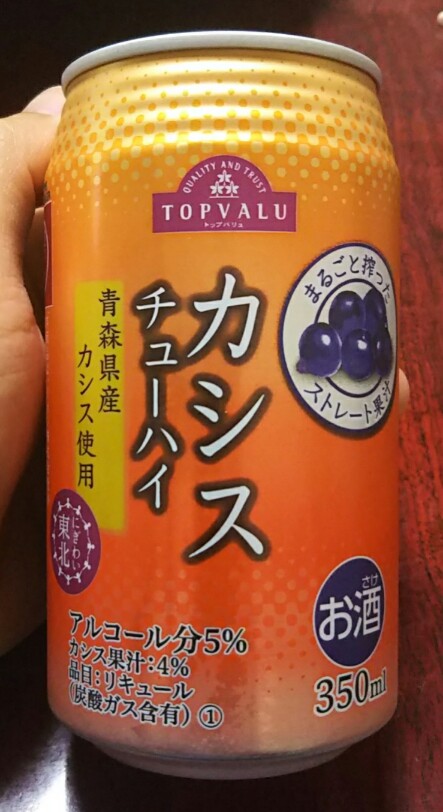 QUALITY AND TRUST
TOPVALU
トップバリュ
まるごと搾った
ストレート果汁
カシス
チューハイ
青森県産
カシス使用
にぎわい
東北
さけ
お酒
アルコール分5%
カシス果汁:4%
品目:リキュール
(炭酸ガス含有) ①
350ml